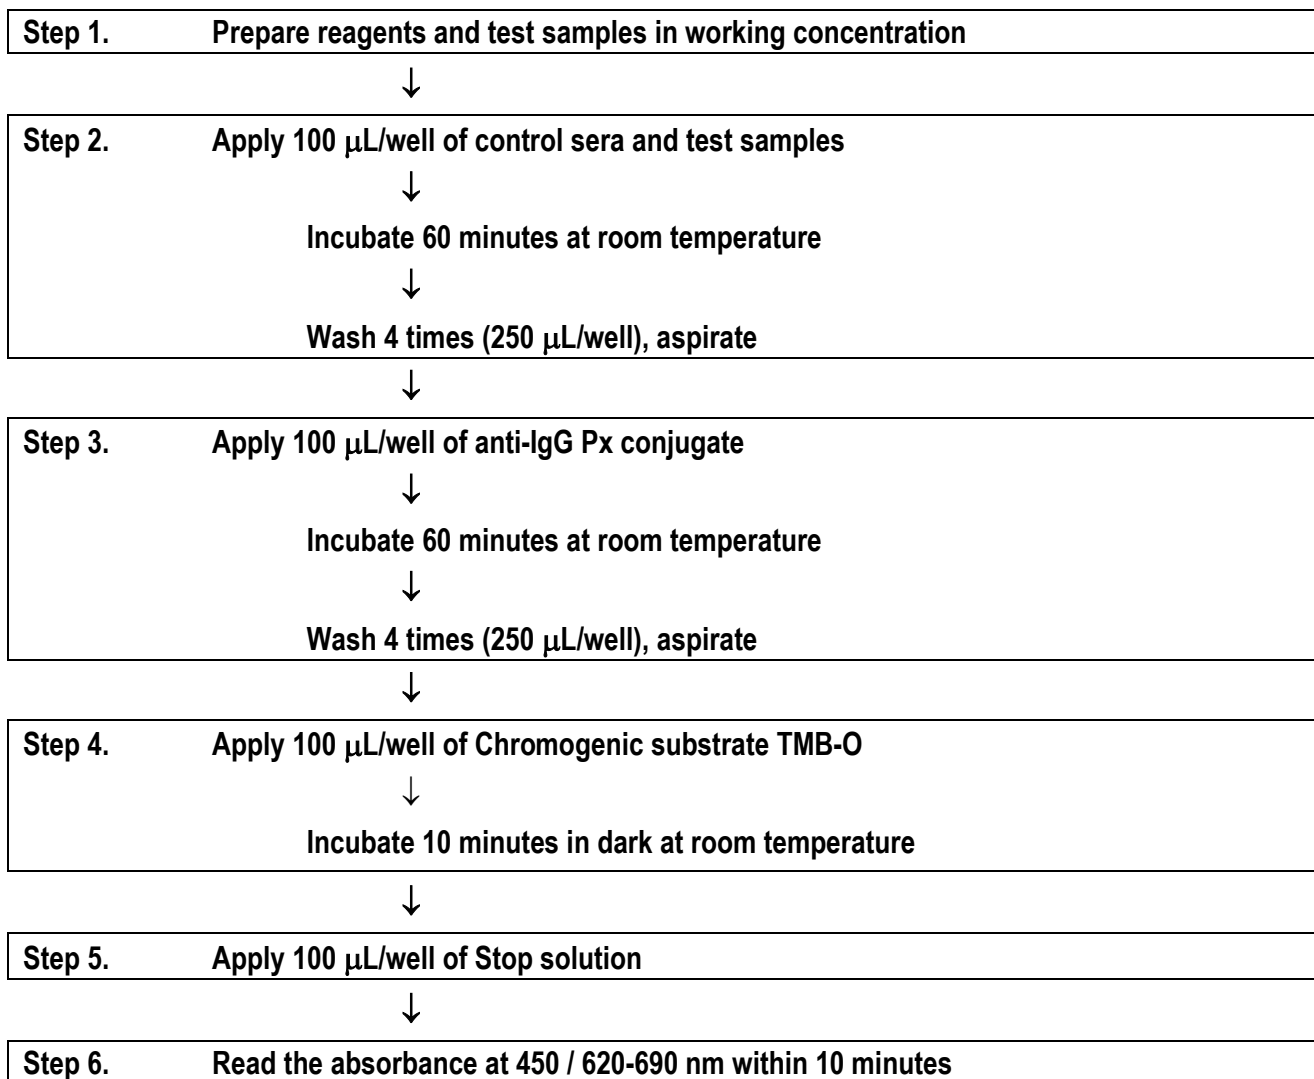 Step 1. Prepare reagents and test samples in working concentration
↓
Step 2. Apply 100 μL/well of control sera and test samples
↓
Incubate 60 minutes at room temperature
↓
Wash 4 times (250 μL/well), aspirate
↓
Step 3. Apply 100 μL/well of anti-IgG Px conjugate
↓
Incubate 60 minutes at room temperature
↓
Wash 4 times (250 μL/well), aspirate
↓
Step 4. Apply 100 μL/well of Chromogenic substrate TMB-O
↓
Incubate 10 minutes in dark at room temperature
↓
Step 5. Apply 100 μL/well of Stop solution
↓
Step 6. Read the absorbance at 450 / 620-690 nm within 10 minutes